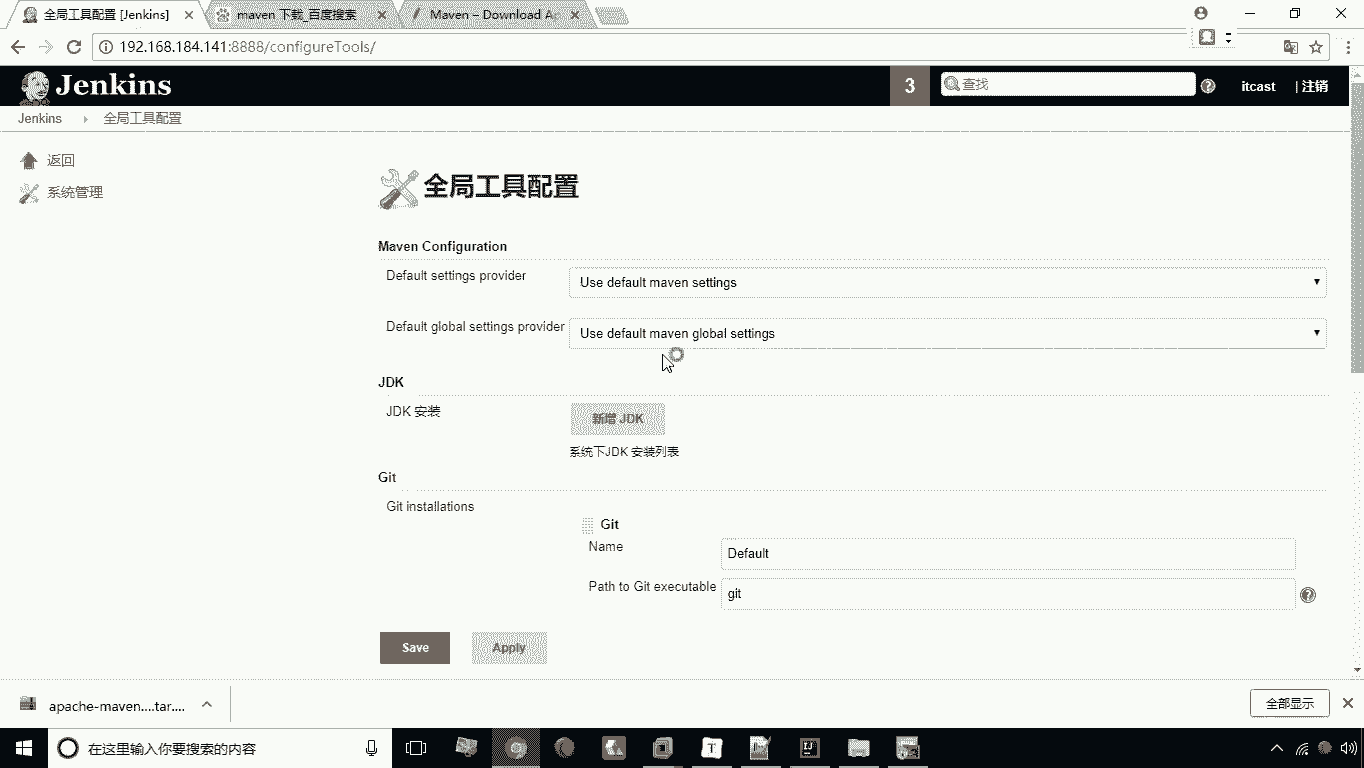 全局工具配置 [Jenkins]
maven 下载_百度搜索
Maven – Download Ap
192.168.184.141:8888/configureTools/
Jenkins
3
查找
itcast
| 注销
Jenkins
全局工具配置
返回
系统管理
全局工具配置
Maven Configuration
Default settings provider
Use default maven settings
Default global settings provider
Use default maven global settings
JDK
JDK 安装
新增 JDK
系统下JDK 安装列表
Git
Git installations
Git
Name
Default
Path to Git executable
git
Save
Apply
apache-maven....tar....
全部显示
在这里输入你要搜索的内容